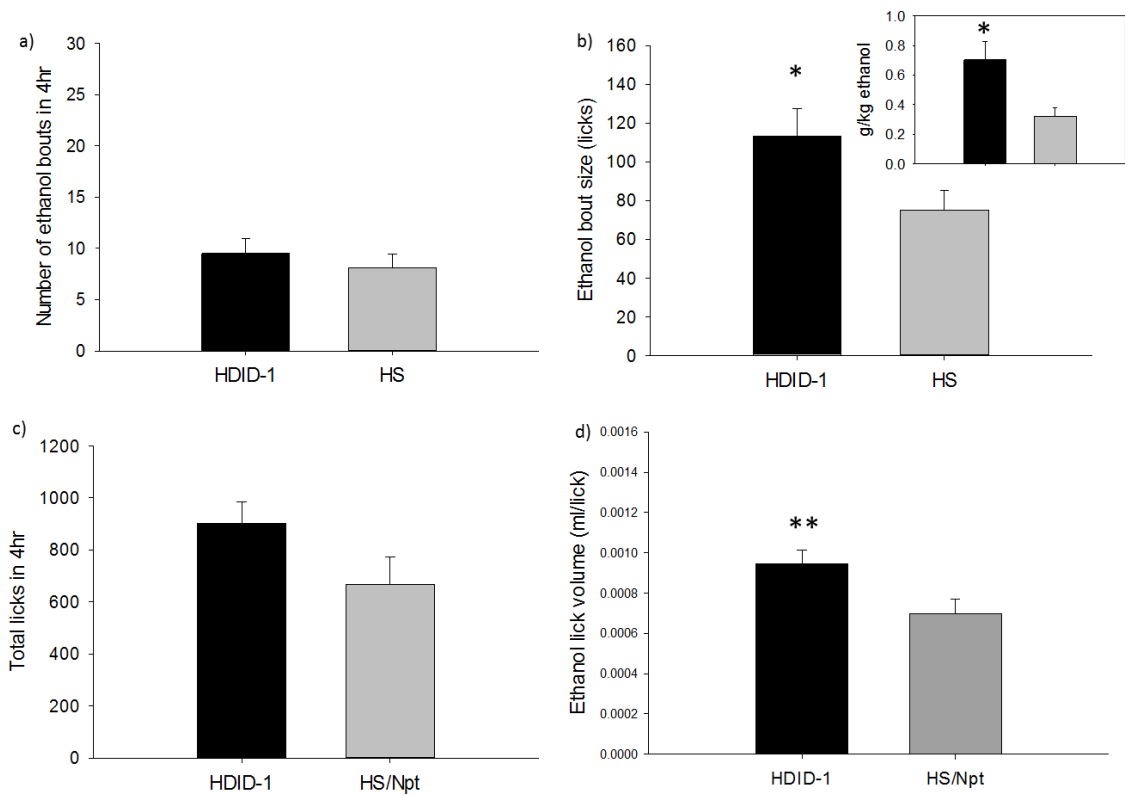 a)
Number of ethanol bouts in 4hr
30
25
20
15
10
5
0
HDID-1
HS
b)
Ethanol bout size (licks)
160
140
120
100
80
60
40
20
0
*
HDID-1
HS
g/kg ethanol
1.0
0.8
0.6
0.4
0.2
0.0
*
c)
Total licks in 4hr
1200
1000
800
600
400
200
0
HDID-1
HS/Npt
d)
Ethanol lick volume (ml/lick)
0.0016
0.0014
0.0012
0.0010
0.0008
0.0006
0.0004
0.0002
0.0000
**
HDID-1
HS/Npt